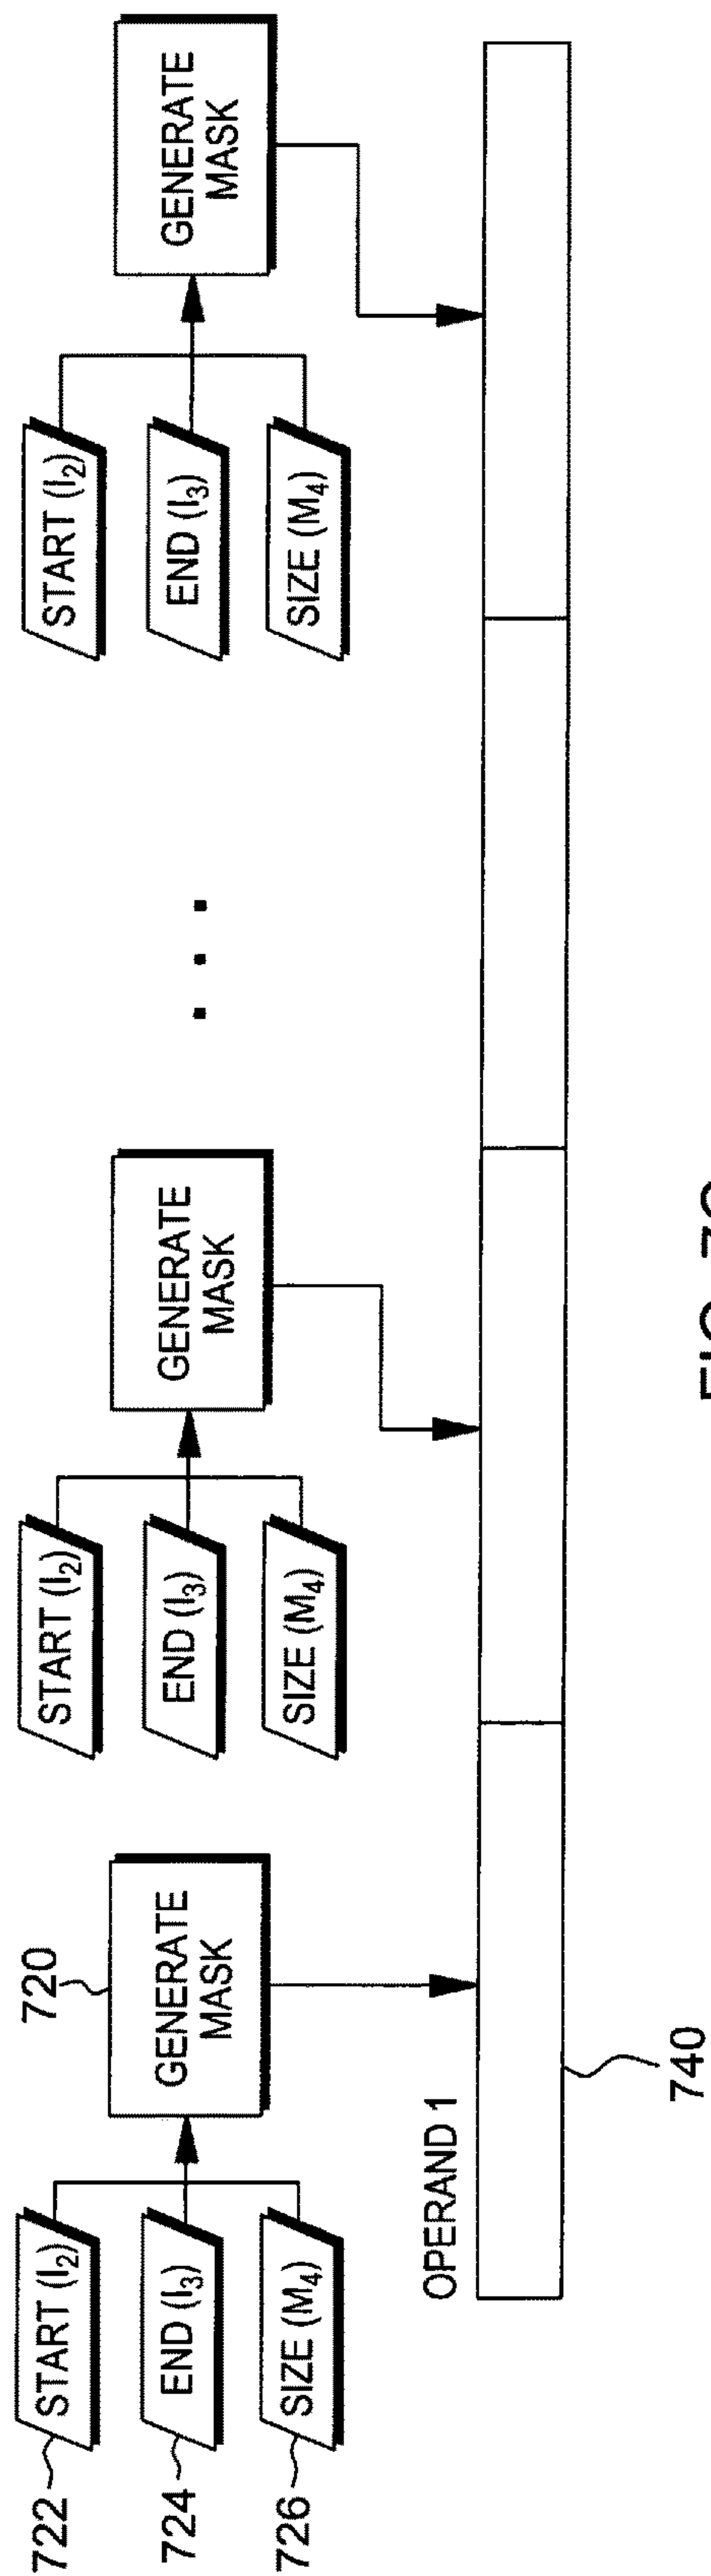 722
START (I₂)
724
END (I₃)
726
SIZE (M₄)
720
GENERATE
MASK
START (I₂)
END (I₃)
SIZE (M₄)
GENERATE
MASK
. . .
START (I₂)
END (I₃)
SIZE (M₄)
GENERATE
MASK
OPERAND 1
740